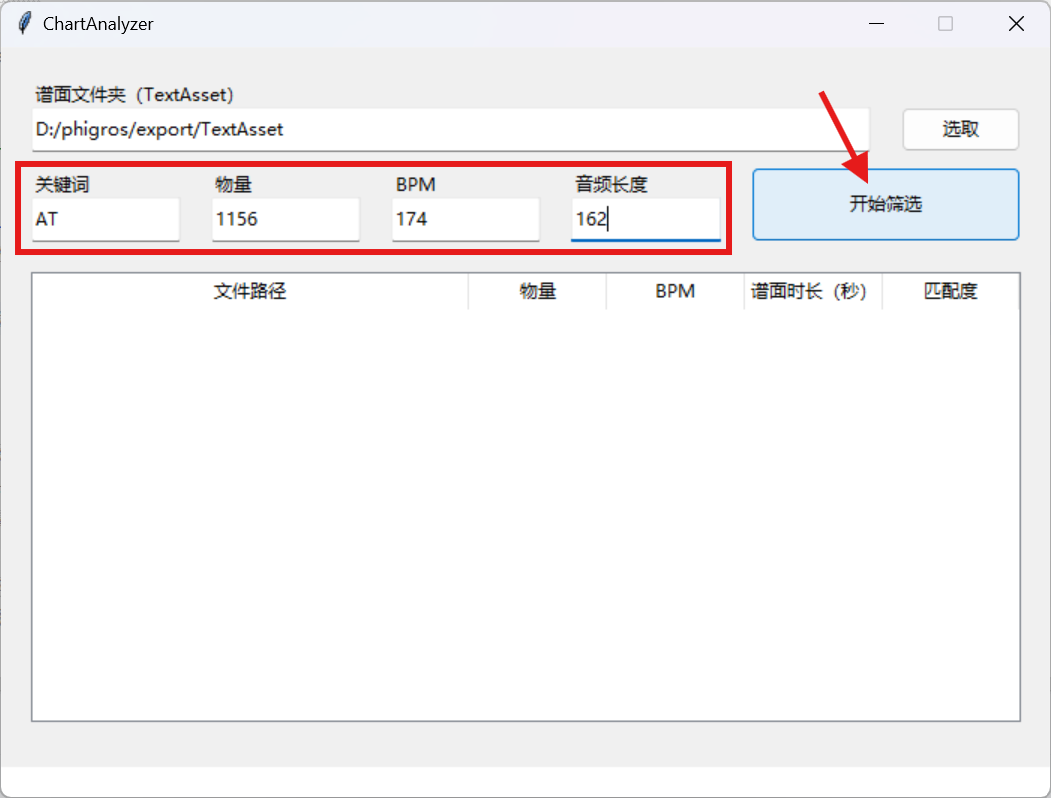 ChartAnalyzer
谱面文件夹（TextAsset）
D:/phigros/export/TextAsset
选取
关键词 物量 BPM 音频长度
AT 1156 174 162
开始筛选
文件路径 物量 BPM 谱面时长（秒） 匹配度